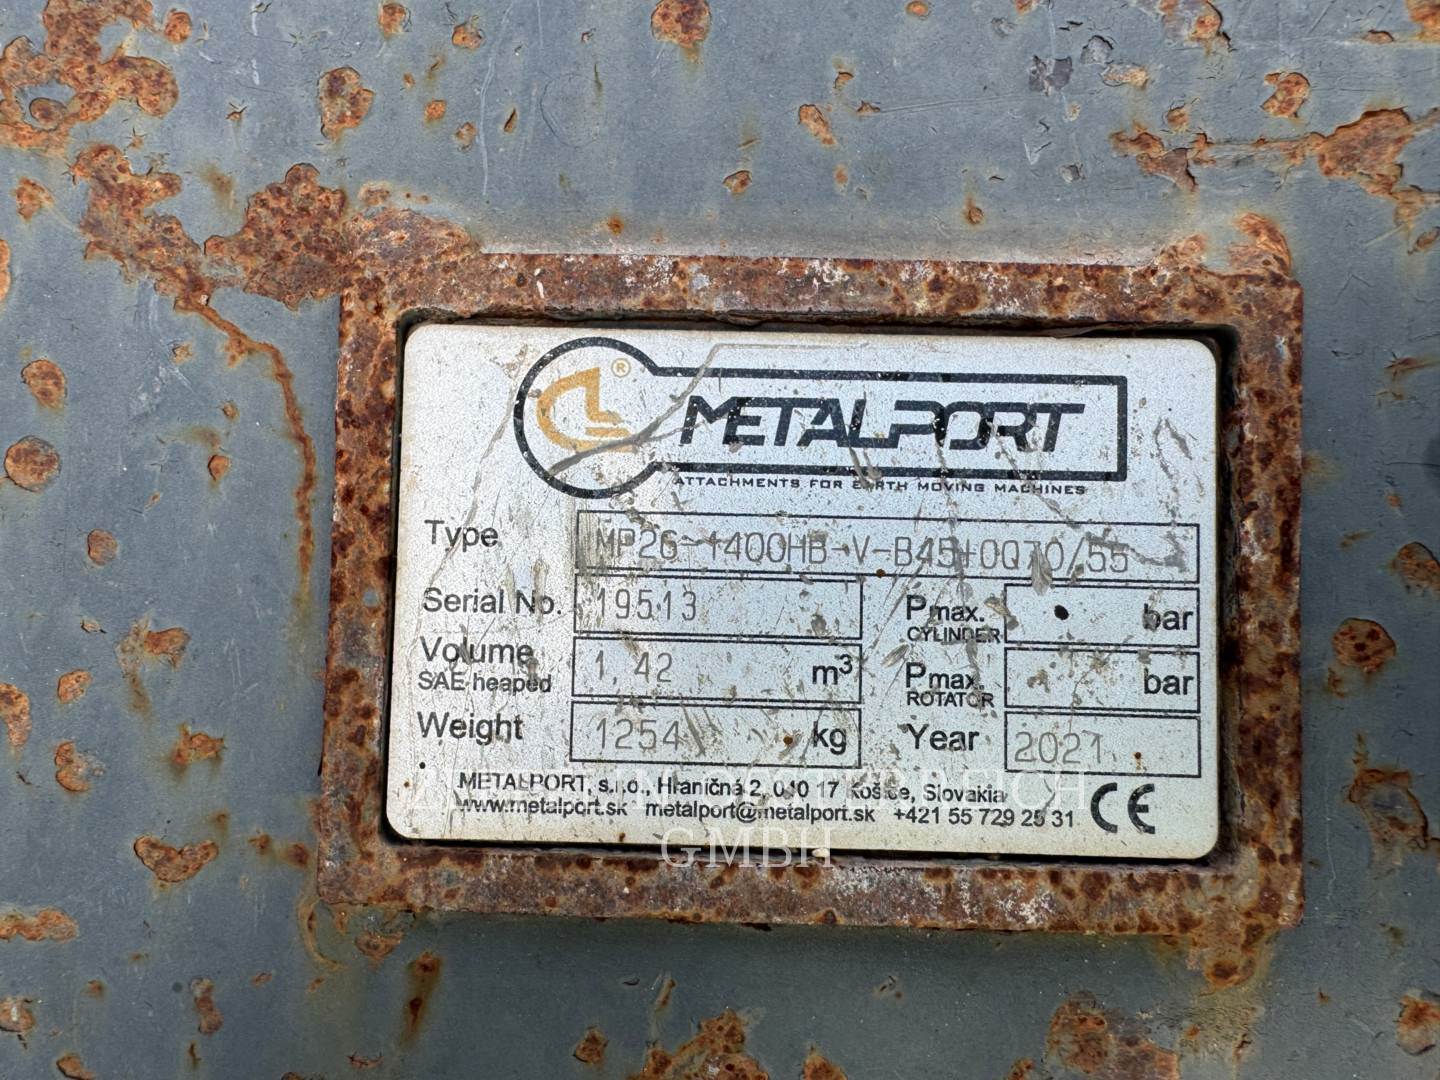 ®
METALPORT
ATTACHMENTS FOR EARTH MOVING MACHINES
Type MP26-1400HB-V-B45+OQ70/55
Serial No. 19513 Pmax. CYLINDER bar
Volume SAE-heaped 1,42 m³ Pmax. ROTATOR bar
Weight 1254 kg Year 2021
METALPORT, s.r.o., Hraničná 2, 040 17 Košice, Slovakia
www.metalport.sk metalport@metalport.sk +421 55 729 25 31 CE
GMBH